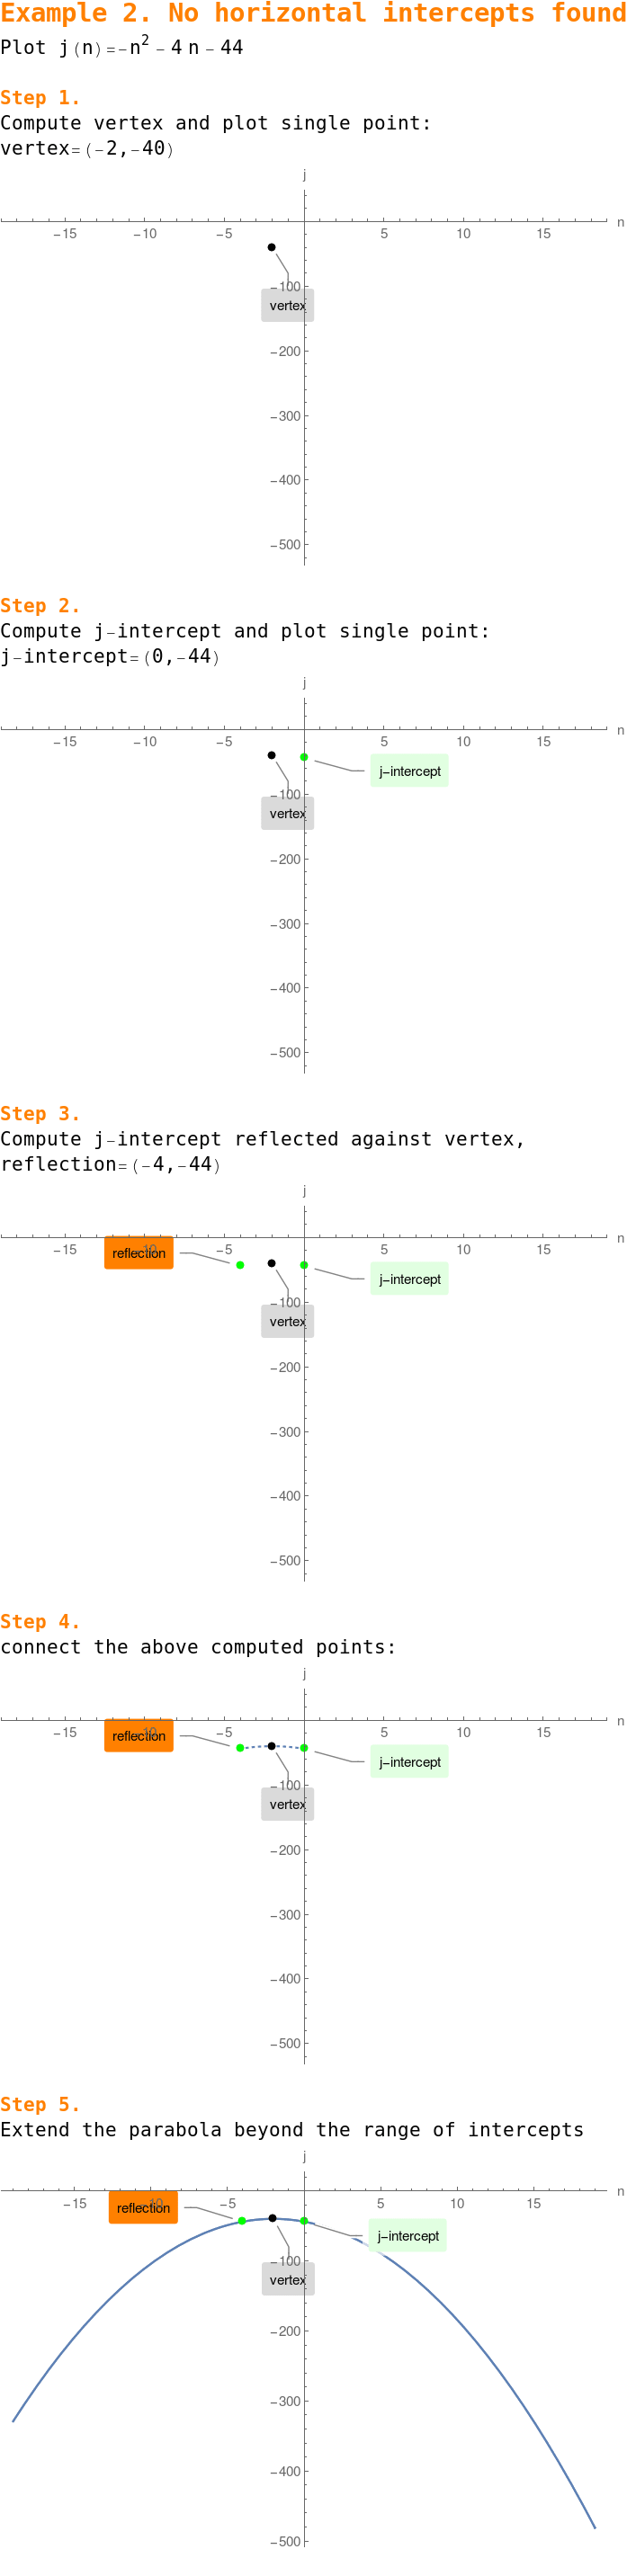 Example 2. No horizontal intercepts found
Plot j(n)=-n² - 4 n - 44
Step 1.
Compute vertex and plot single point:
vertex=(-2,-40)
j
n
-15 -10 -5 5 10 15
-100
vertex
-200
-300
-400
-500
Step 2.
Compute j-intercept and plot single point:
j-intercept=(0,-44)
j
n
-15 -10 -5 5 10 15
j-intercept
-100
vertex
-200
-300
-400
-500
Step 3.
Compute j-intercept reflected against vertex,
reflection=(-4,-44)
j
n
-15 -10 -5 5 10 15
reflection
j-intercept
-100
vertex
-200
-300
-400
-500
Step 4.
connect the above computed points:
j
n
-15 -10 -5 5 10 15
reflection
j-intercept
-100
vertex
-200
-300
-400
-500
Step 5.
Extend the parabola beyond the range of intercepts
j
n
-15 -10 -5 5 10 15
reflection
j-intercept
-100
vertex
-200
-300
-400
-500